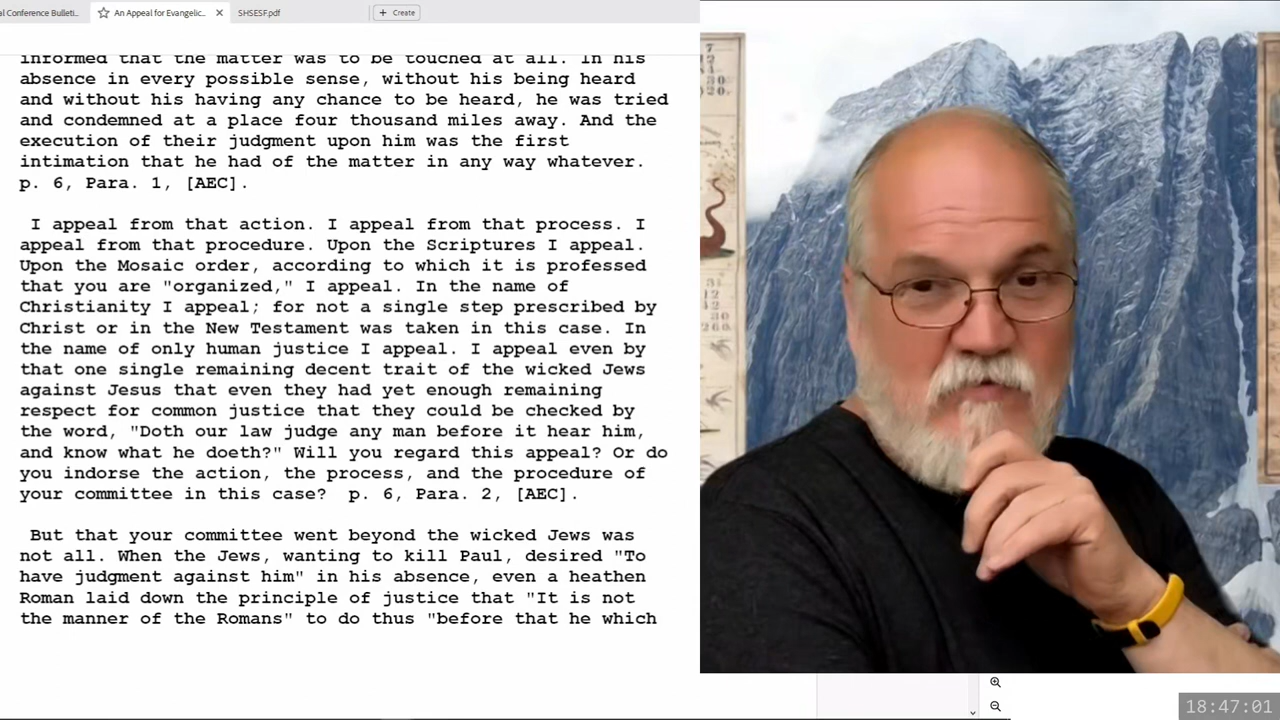 al Conference Bulleti..
An Appeal for Evangelic..
SHSESF.pdf
Create
informed that the matter was to be touched at all. In his
absence in every possible sense, without his being heard
and without his having any chance to be heard, he was tried
and condemned at a place four thousand miles away. And the
execution of their judgment upon him was the first
intimation that he had of the matter in any way whatever.
p. 6, Para. 1, [AEC].
I appeal from that action. I appeal from that process. I
appeal from that procedure. Upon the Scriptures I appeal.
Upon the Mosaic order, according to which it is professed
that you are "organized," I appeal. In the name of
Christianity I appeal; for not a single step prescribed by
Christ or in the New Testament was taken in this case. In
the name of only human justice I appeal. I appeal even by
that one single remaining decent trait of the wicked Jews
against Jesus that even they had yet enough remaining
respect for common justice that they could be checked by
the word, "Doth our law judge any man before it hear him,
and know what he doeth?" Will you regard this appeal? Or do
you indorse the action, the process, and the procedure of
your committee in this case?  p. 6, Para. 2, [AEC].
But that your committee went beyond the wicked Jews was
not all. When the Jews, wanting to kill Paul, desired "To
have judgment against him" in his absence, even a heathen
Roman laid down the principle of justice that "It is not
the manner of the Romans" to do thus "before that he which
7
12
30
18:47:01